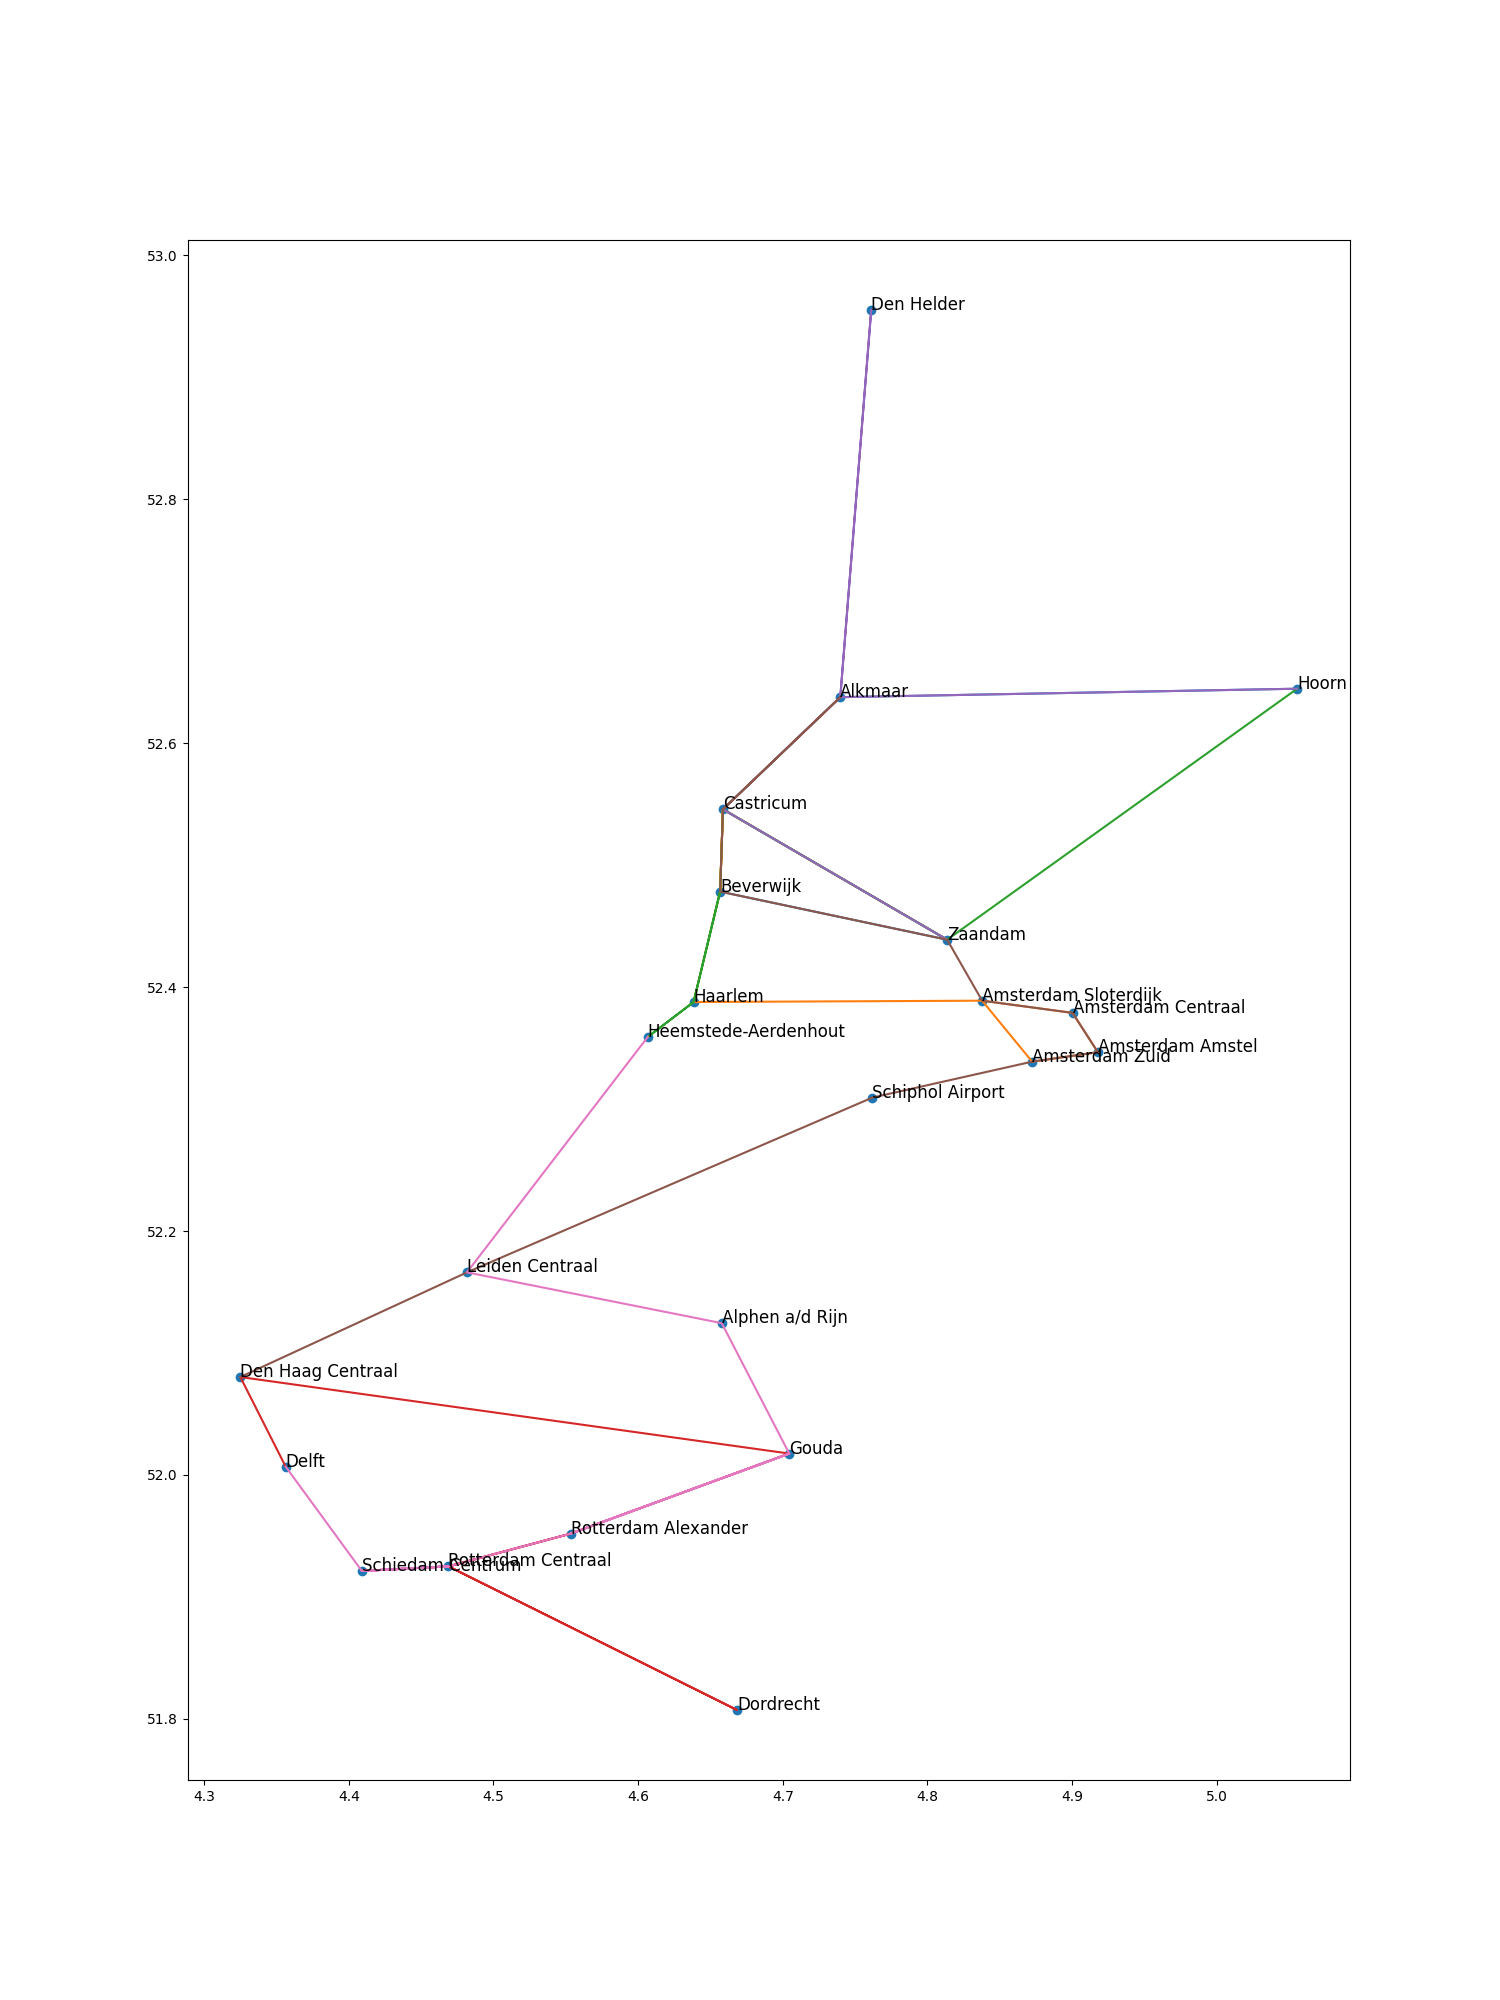 53.0
Den Helder
52.8
Alkmaar
Hoorn
52.6
Castricum
Beverwijk
Zaandam
52.4
Haarlem
Amsterdam Sloterdijk
Amsterdam Centraal
Heemstede-Aerdenhout
Amsterdam Amstel
Amsterdam Zuid
Schiphol Airport
52.2
Leiden Centraal
Alphen a/d Rijn
Den Haag Centraal
Gouda
Delft
52.0
Rotterdam Alexander
Rotterdam Centraal
Schiedam Centrum
Dordrecht
51.8
4.3 4.4 4.5 4.6 4.7 4.8 4.9 5.0